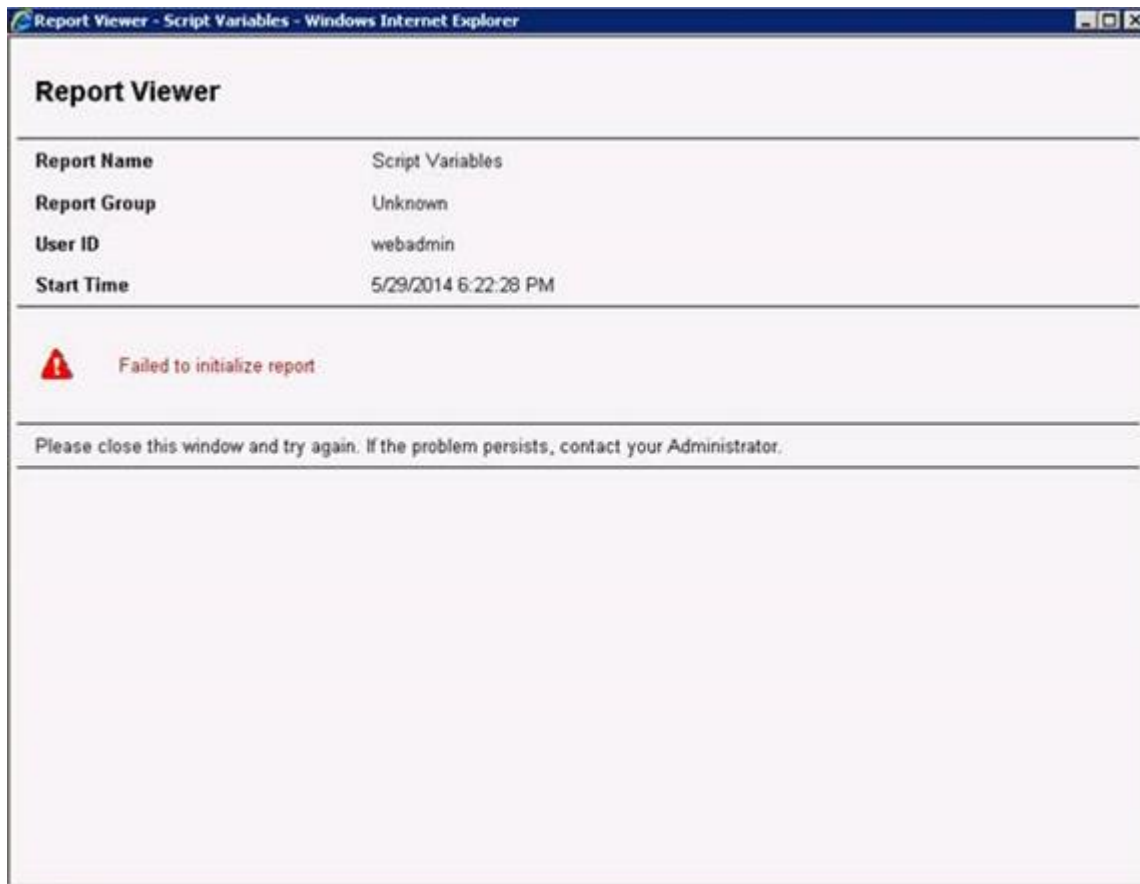 Report Viewer - Script Variables - Windows Internet Explorer
Report Viewer
Report Name Script Variables
Report Group Unknown
User ID webadmin
Start Time 5/29/2014 6:22:28 PM
Failed to initialize report
Please close this window and try again. If the problem persists, contact your Administrator.